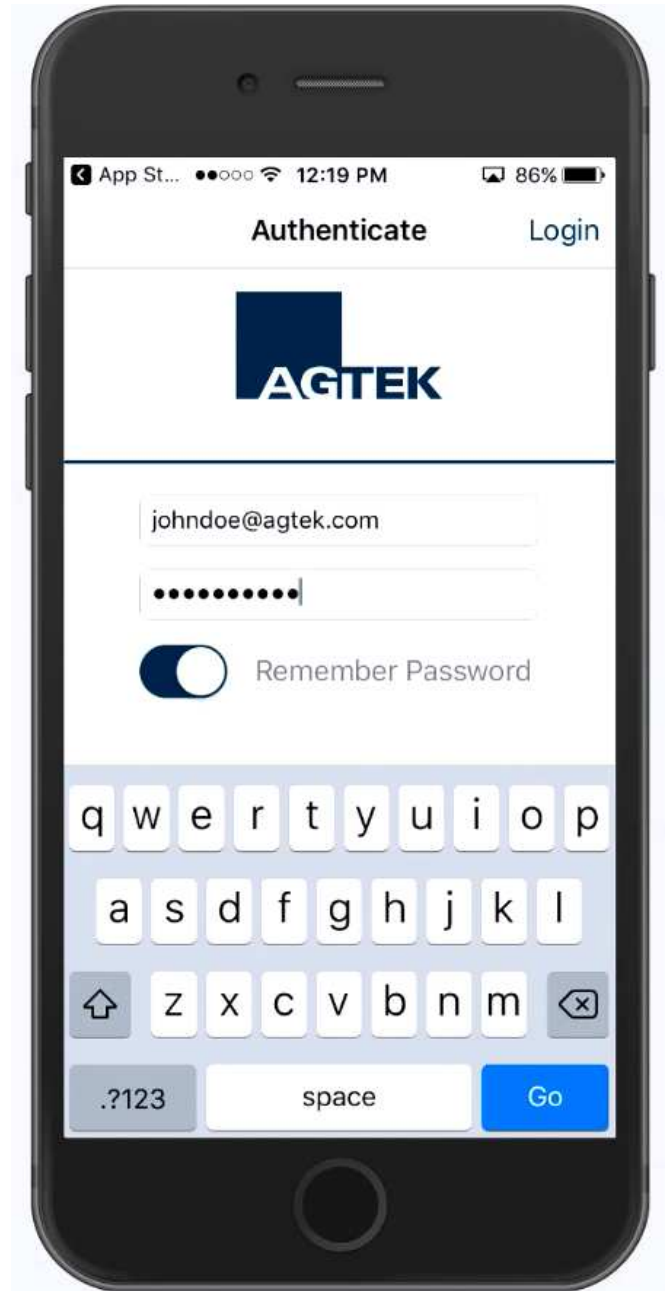 App St... 12:19 PM 86%
Authenticate Login
AGTEK
johndoe@agtek.com
••••••••••
Remember Password
q w e r t y u i o p
a s d f g h j k l
z x c v b n m
.?123 space Go